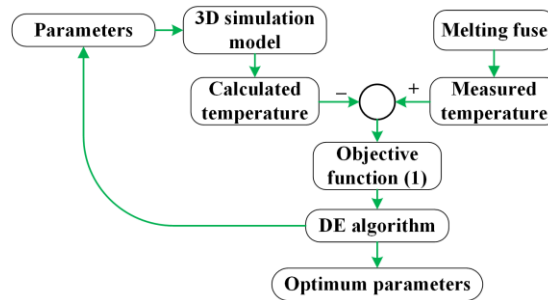 Parameters
3D simulation
model
Melting fuse
Calculated
temperature
−
+
Measured
temperature
Objective
function (1)
DE algorithm
Optimum parameters